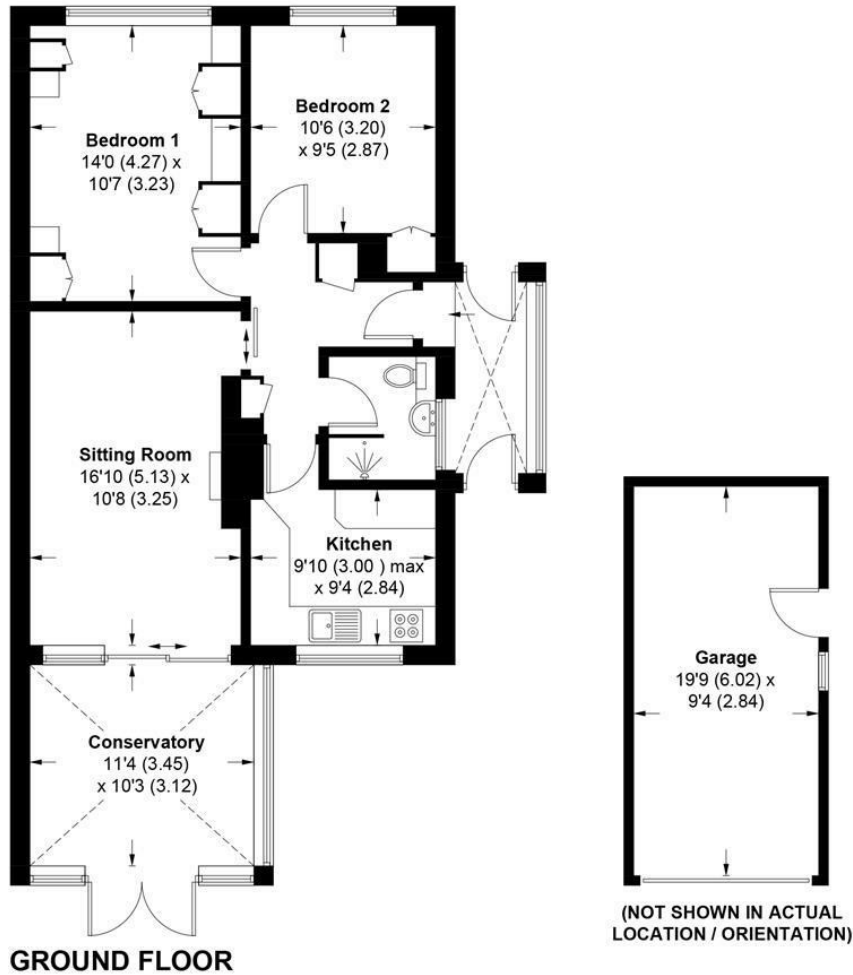 Bedroom 1
14'0 (4.27) x
10'7 (3.23)
Bedroom 2
10'6 (3.20)
x 9'5 (2.87)
Sitting Room
16'10 (5.13) x
10'8 (3.25)
Kitchen
9'10 (3.00 ) max
x 9'4 (2.84)
Conservatory
11'4 (3.45)
x 10'3 (3.12)
Garage
19'9 (6.02) x
9'4 (2.84)
(NOT SHOWN IN ACTUAL
LOCATION / ORIENTATION)
GROUND FLOOR